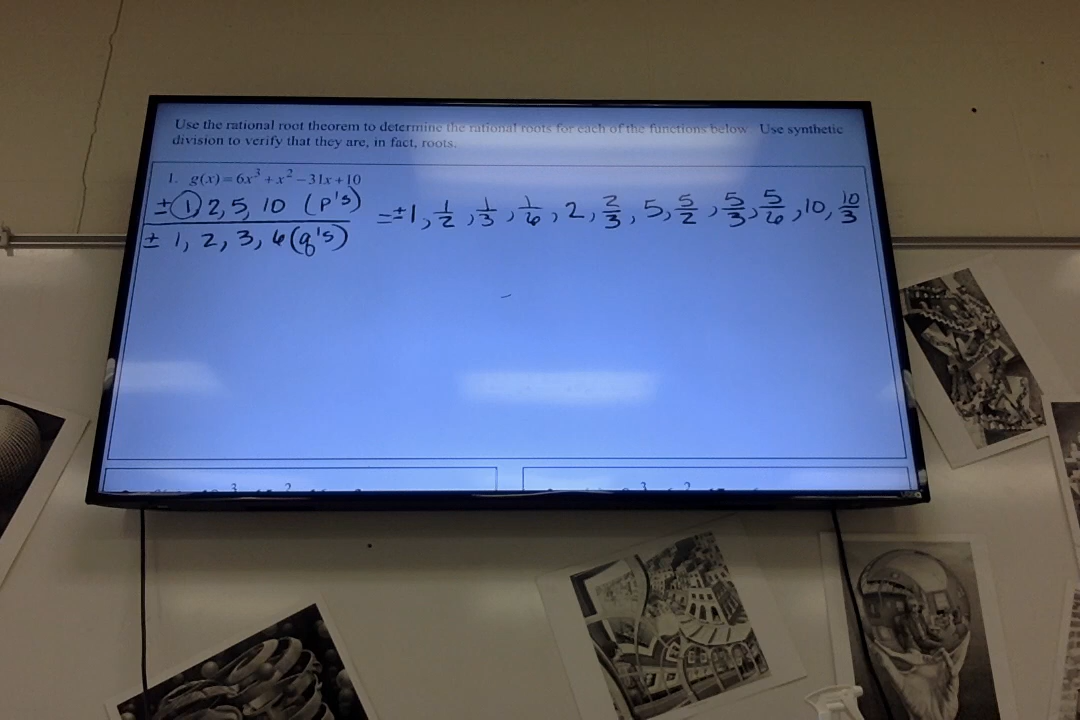 Use the rational root theorem to determine the rational roots for each of the functions below. Use synthetic
division to verify that they are, in fact, roots.
1. g(x) = 6x³ + x² − 31x + 10
± 1, 2, 5, 10 (p's)
± 1, 2, 3, 6 (q's)
= ± 1, 1/2, 1/3, 1/6, 2, 2/3, 5, 5/2, 5/3, 5/6, 10, 10/3